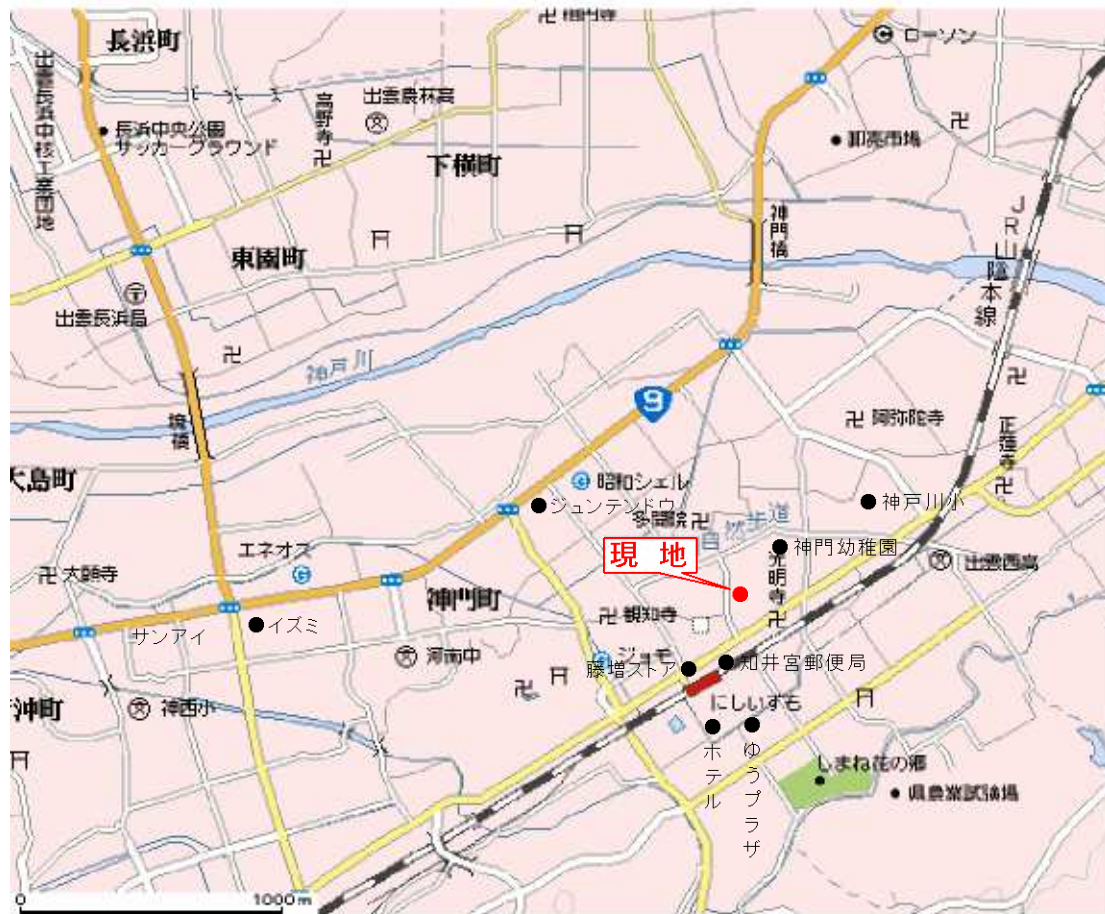 長浜町
ローソン
出雲長浜中核工業団地
長浜中央公園
サッカーグラウンド
高野寺
出雲農林高
下横町
卸売市場
神門橋
JR山陰本線
東園町
出雲長浜局
神戸川
境橋
9
大島町
昭和シェル
ジュンテンドウ
多聞院
自然歩道
阿弥陀寺
正蓮寺
神戸川小
神門幼稚園
出雲西高
現 地
光明寺
エネオス
大願寺
神門町
観知寺
サンアイ
イズミ
河南中
ジョモ
藤増ストア
知井宮郵便局
にしいずも
沖町
神西小
ホテル
ゆうプラザ
しまね花の郷
県農業試験場
0
1000m